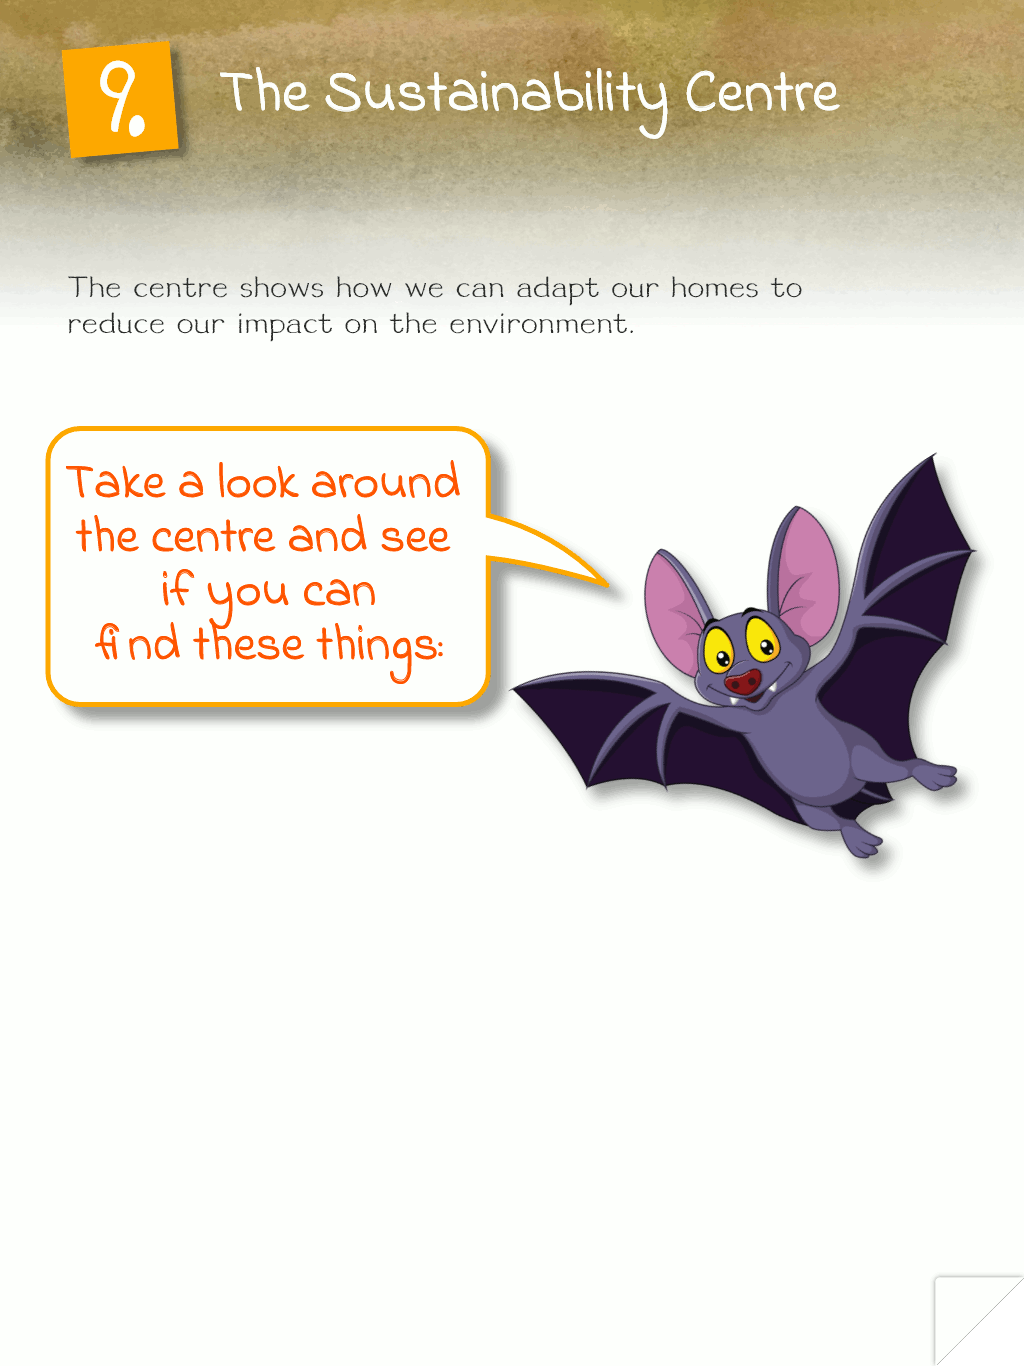 9.
The Sustainability Centre
The centre shows how we can adapt our homes to
reduce our impact on the environment.
Take a look around
the centre and see
if you can
find these things: